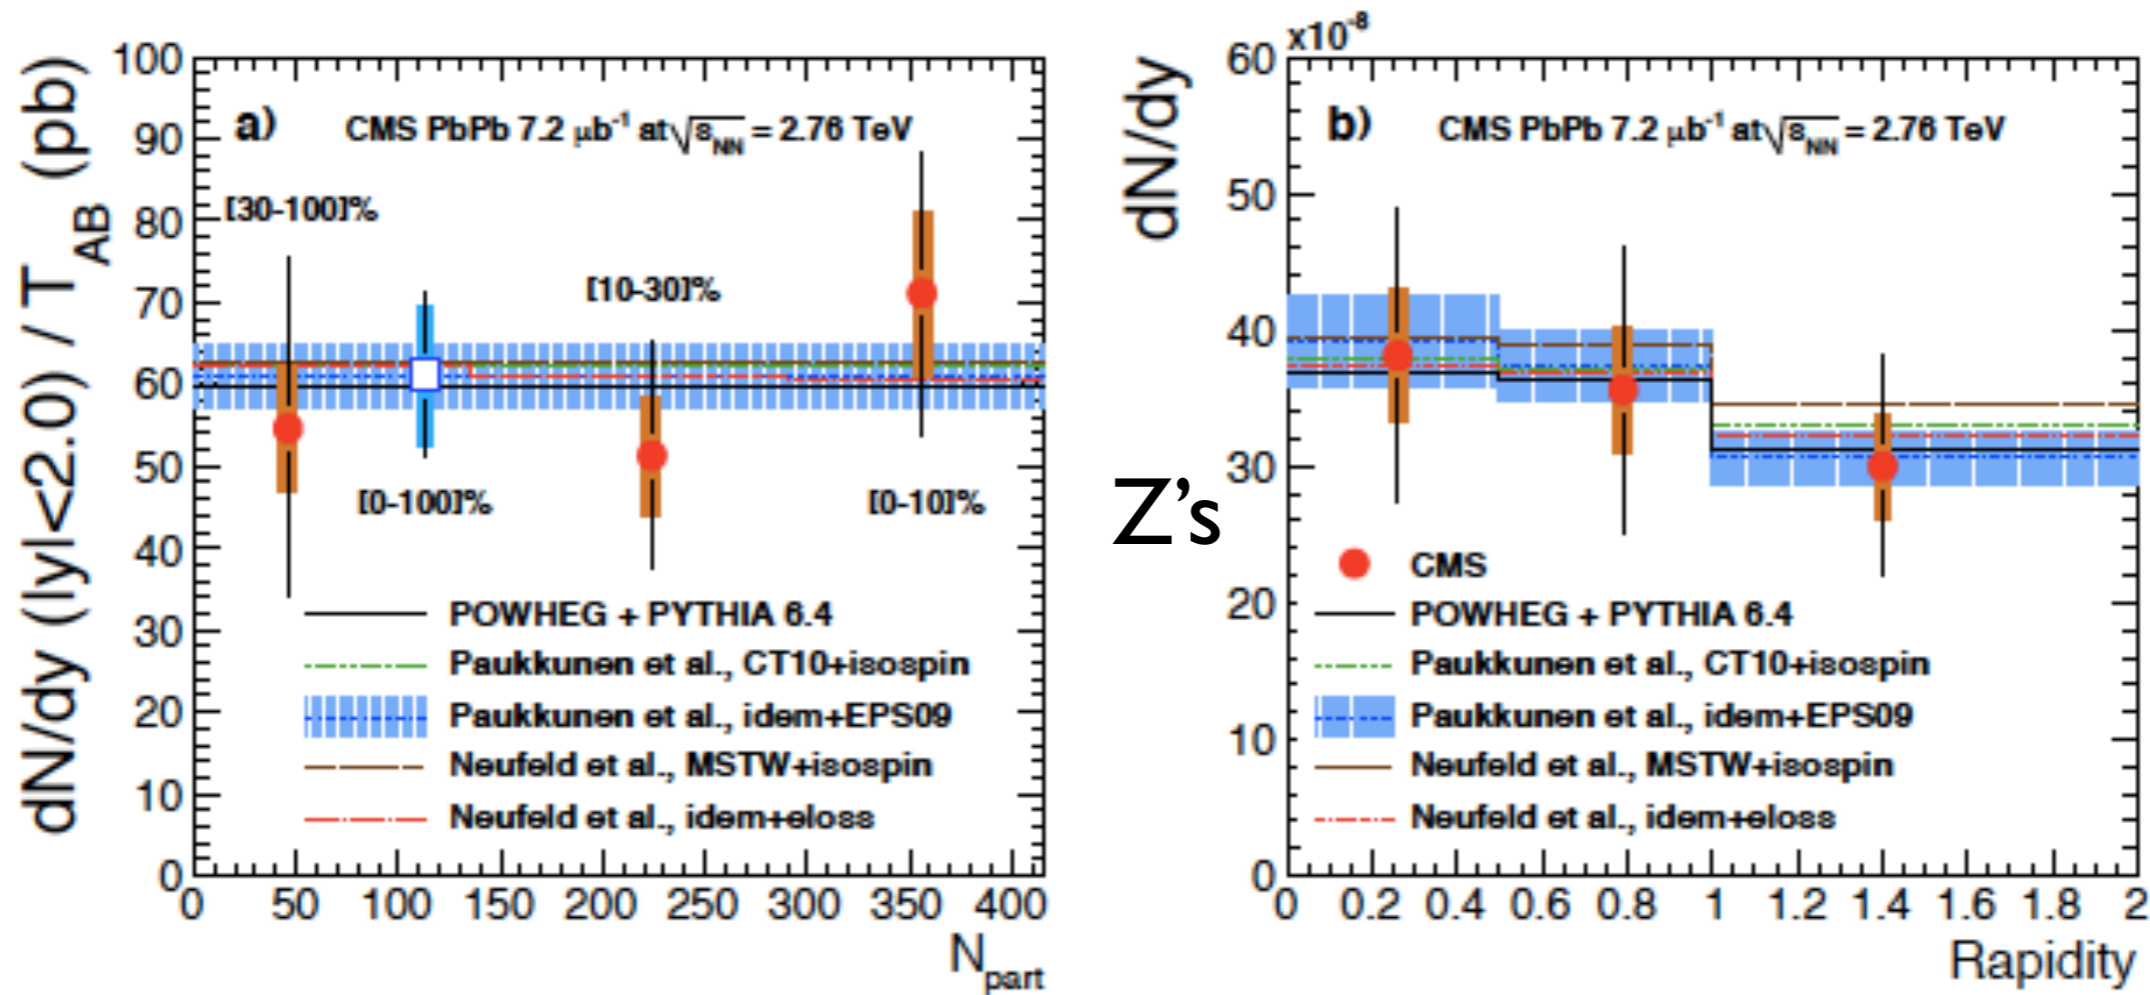 dN/dy (lyl<2.0) / T_AB (pb)
100
90
80
70
60
50
40
30
20
10
0
a) CMS PbPb 7.2 μb⁻¹ at √s_NN = 2.76 TeV
[30-100]%
[10-30]%
[0-100]%
[0-10]%
POWHEG + PYTHIA 6.4
Paukkunen et al., CT10+isospin
Paukkunen et al., idem+EPS09
Neufeld et al., MSTW+isospin
Neufeld et al., idem+eloss
0 50 100 150 200 250 300 350 400
N_part
Z's
dN/dy
x10⁻⁸
60
50
40
30
20
10
0
b) CMS PbPb 7.2 μb⁻¹ at √s_NN = 2.76 TeV
CMS
POWHEG + PYTHIA 6.4
Paukkunen et al., CT10+isospin
Paukkunen et al., idem+EPS09
Neufeld et al., MSTW+isospin
Neufeld et al., idem+eloss
0 0.2 0.4 0.6 0.8 1 1.2 1.4 1.6 1.8 2
Rapidity